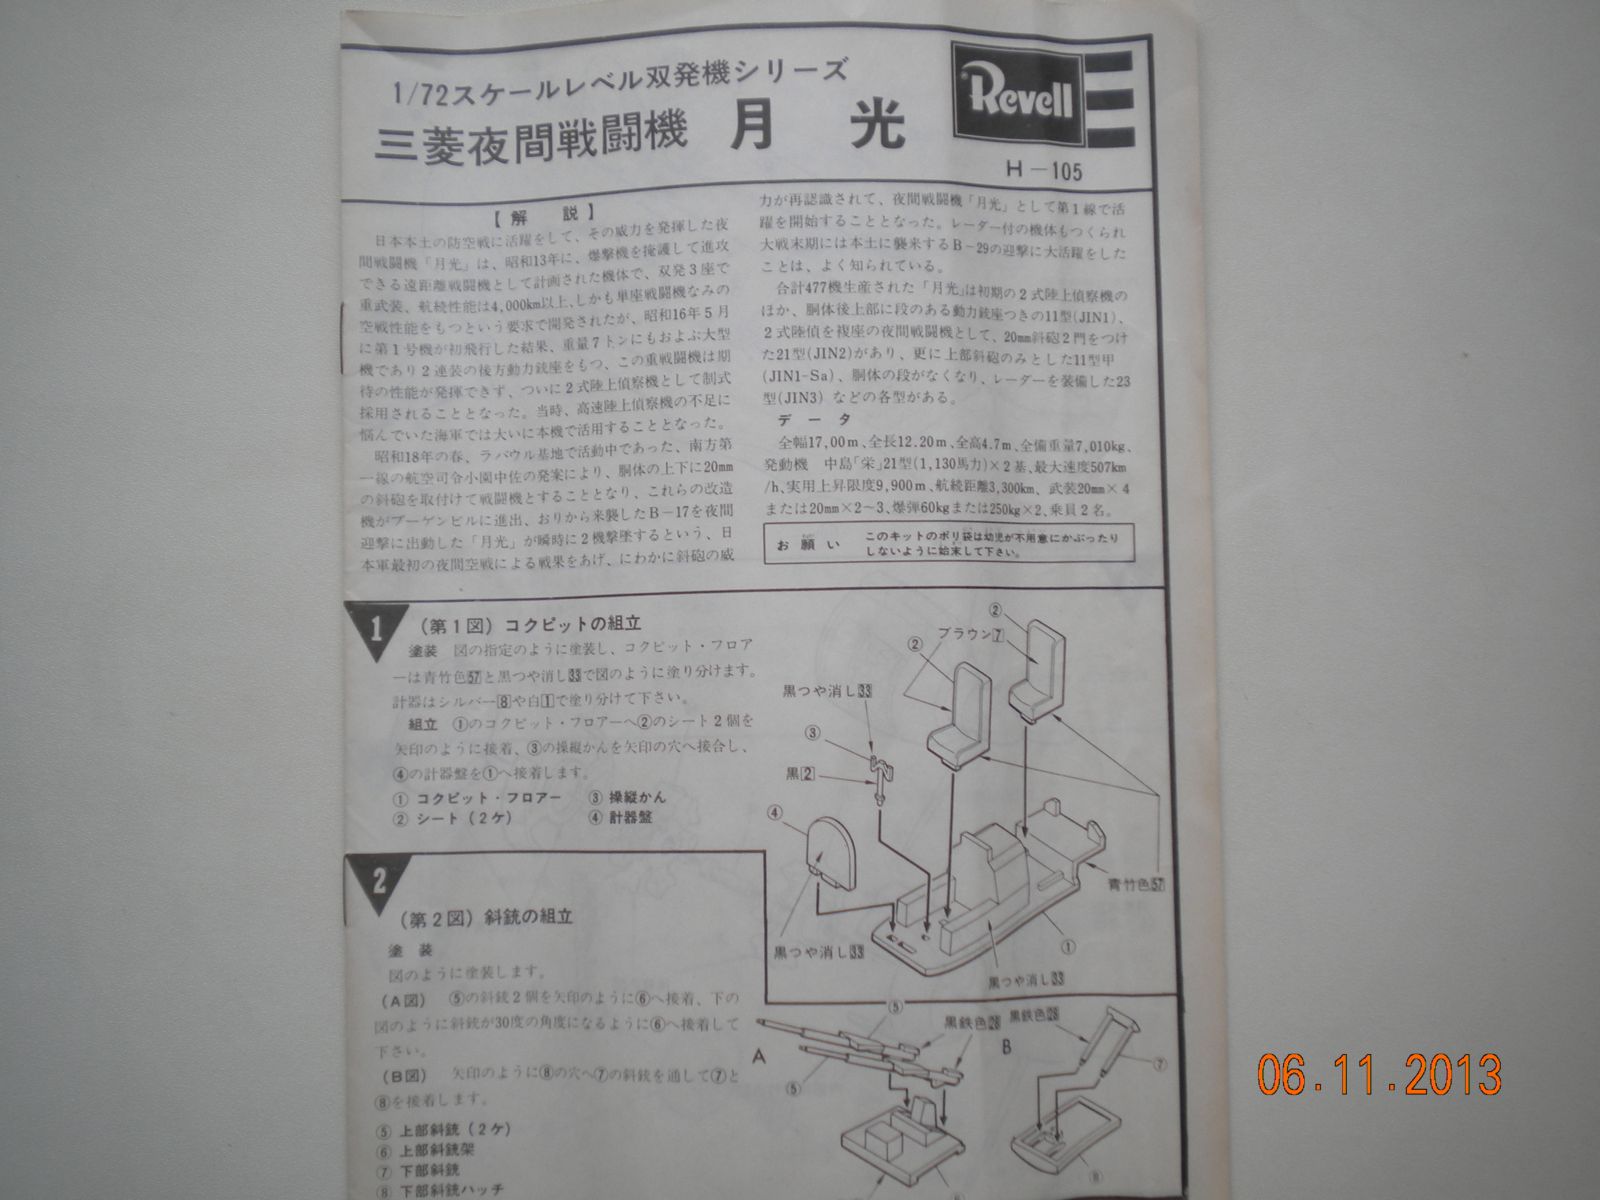 1/72スケールレベル双発機シリーズ
三菱夜間戦闘機 月 光
Revell
H-105
【解 説】
日本本土の防空戦に活躍をして、その威力を発揮した夜
間戦闘機「月光」は、昭和13年に、爆撃機を掩護して進攻
できる遠距離戦闘機として計画された機体で、双発3座で
重武装、航続性能は4,000km以上、しかも単座戦闘機なみの
空戦性能をもつという要求で開発されたが、昭和16年5月
に第1号機が初飛行した結果、重量7トンにもおよぶ大型
機であり2連装の後方動力銃座をもつ、この重戦闘機は期
待の性能が発揮できず、ついに2式陸上偵察機として制式
採用されることとなった。当時、高速陸上偵察機の不足に
悩んでいた海軍では大いに本機で活用することとなった。
昭和18年の春、ラバウル基地で活動中であった、南方第
一線の航空司令小園中佐の発案により、胴体の上下に20mm
の斜砲を取付けて戦闘機とすることとなり、これらの改造
機がブーゲンビルに進出、おりから来襲したB-17を夜間
迎撃に出動した「月光」が瞬時に2機撃墜するという、日
本軍最初の夜間空戦による戦果をあげ、にわかに斜砲の威
力が再認識されて、夜間戦闘機「月光」として第1線で活
躍を開始することとなった。レーダー付の機体もつくられ
大戦末期には本土に襲来するB-29の迎撃に大活躍をした
ことは、よく知られている。
合計477機生産された「月光」は初期の2式陸上偵察機の
ほか、胴体後上部に段のある動力銃座つきの11型(JIN1)、
2式陸偵を複座の夜間戦闘機として、20mm斜砲2門をつけ
た21型(JIN2)があり、更に上部斜砲のみとした11型甲
(JIN1-Sa)、胴体の段がなくなり、レーダーを装備した23
型(JIN3)などの各型がある。
データ
全幅17,00m、全長12.20m、全高4.7m、全備重量7,010kg、
発動機 中島「栄」21型(1,130馬力)×2基、最大速度507km
/h、実用上昇限度9,900m、航続距離3,300km、武装20mm×4
または20mm×2～3、爆弾60kgまたは250kg×2、乗員2名。
お願い このキットのポリ袋は幼児が不用意にかぶったり
しないように始末して下さい。
1
(第1図) コクピットの組立
塗装 図の指定のように塗装し、コクピット・フロア
ーは青竹色57と黒つや消し33で図のように塗り分けます。
計器はシルバー8や白1で塗り分けて下さい。
組立 ①のコクピット・フロアーへ②のシート2個を
矢印のように接着、③の操縦かんを矢印の穴へ接合し、
④の計器盤を①へ接着します。
① コクピット・フロアー ③ 操縦かん
② シート(2ケ) ④ 計器盤
②
ブラウン7
②
黒つや消し33
③
黒2
④
青竹色57
①
黒つや消し33
黒つや消し33
2
(第2図) 斜銃の組立
塗 装
図のように塗装します。
(A図) ⑤の斜銃2個を矢印のように⑥へ接着、下の
図のように斜銃が30度の角度になるように⑥へ接着して
下さい。
(B図) 矢印のように⑧の穴へ⑦の斜銃を通して⑦と
⑧を接着します。
⑤ 上部斜銃(2ケ)
⑥ 上部斜銃架
⑦ 下部斜銃
⑧ 下部斜銃ハッチ
⑤
黒鉄色28
黒鉄色28
A
B
⑤
⑦
⑧
06.11.2013